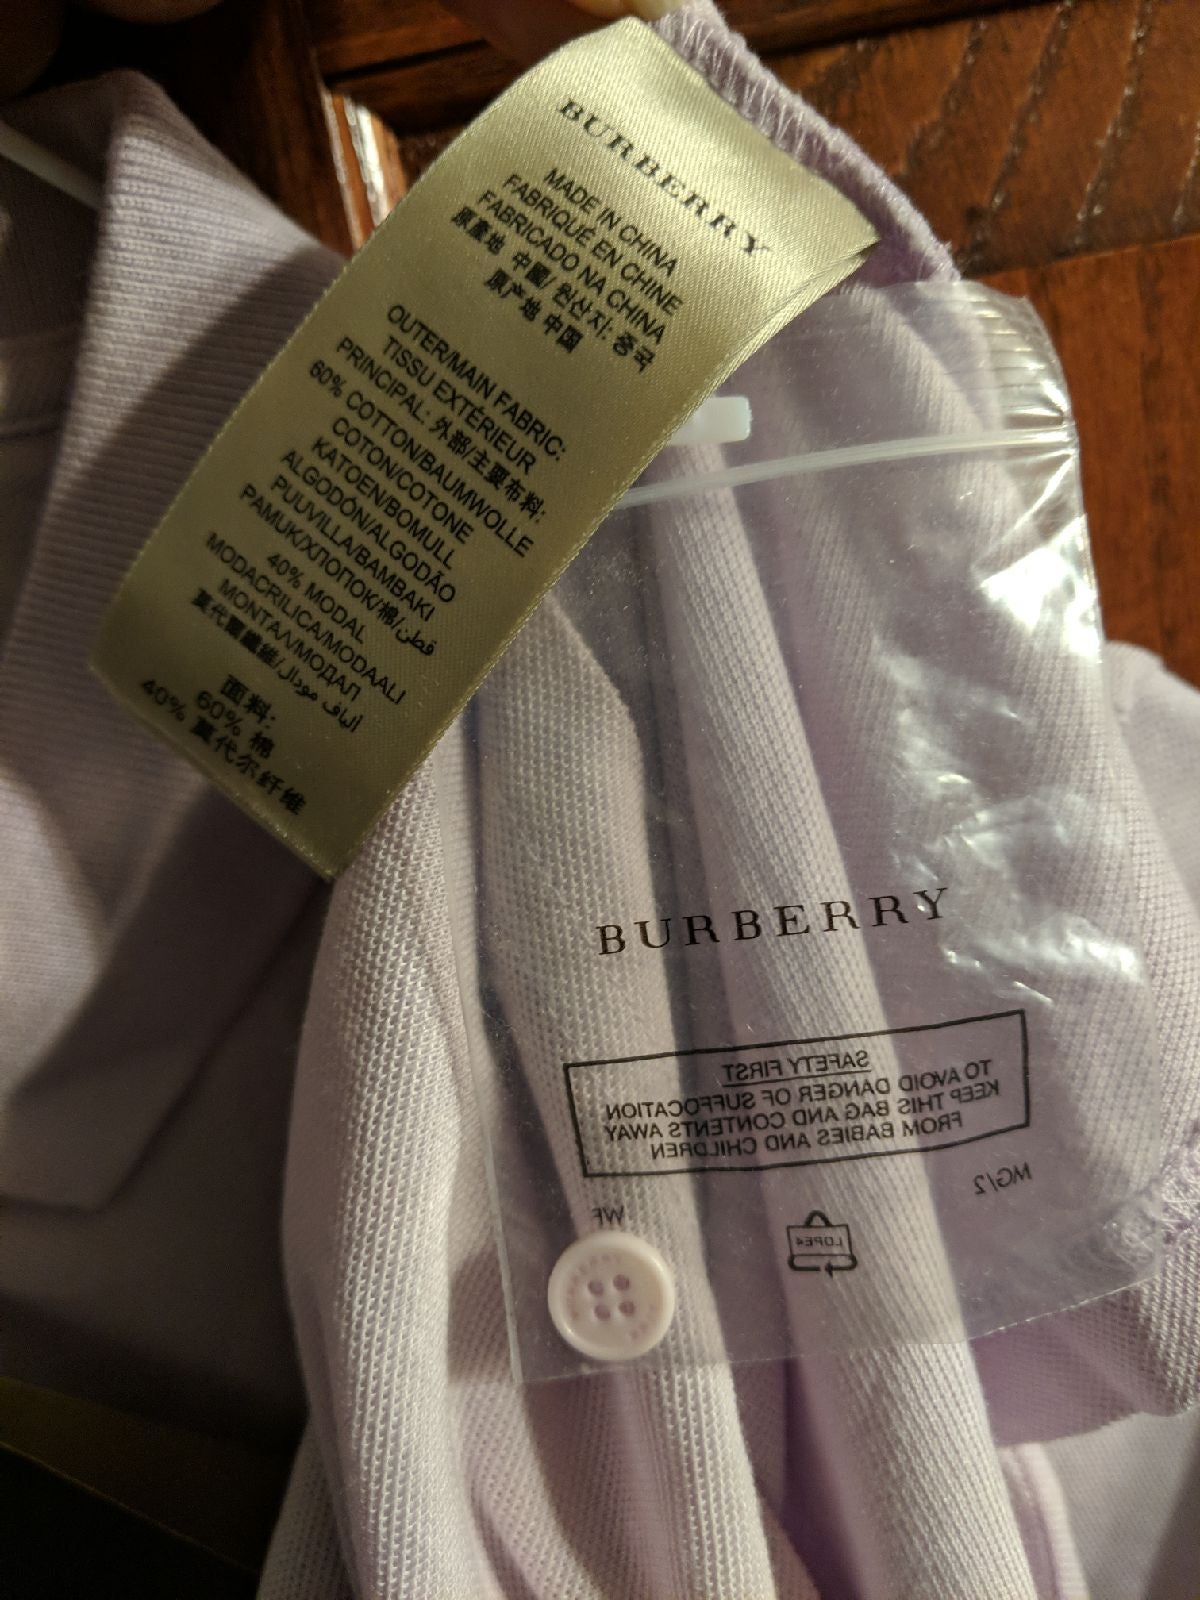 BURBERRY
MADE IN CHINA
FABRIQUÉ EN CHINE
FABRICADO NA CHINA
原產地 中國/ 원산지: 중국
原产地 中国
OUTER/MAIN FABRIC:
TISSU EXTÉRIEUR
PRINCIPAL: 外部/主要布料:
60% COTTON/BAUMWOLLE
COTON/COTONE
KATOEN/BOMULL
ALGODÓN/ALGODÃO
PUUVILLA/BAMBAKI
PAMUK/ХЛОПОК/棉/قطن
40% MODAL
MODACRILICA/MODAALI
MONTAΛ/МОДАЛ
莫代爾纖維/ألياف مودال
面料:
60% 棉
40% 莫代尔纤维
BURBERRY
SAFETY FIRST
TO AVOID DANGER OF SUFFOCATION
KEEP THIS BAG AND CONTENTS AWAY
FROM BABIES AND CHILDREN
MG/2
WF
LDPE4